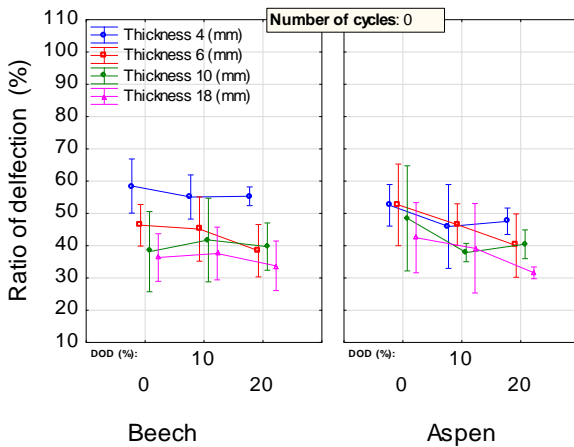 Number of cycles: 0
Thickness 4 (mm)
Thickness 6 (mm)
Thickness 10 (mm)
Thickness 18 (mm)
Ratio of delfection (%)
110
100
90
80
70
60
50
40
30
20
10
DOD (%): 10
0 20
DOD (%): 10
0 20
Beech Aspen